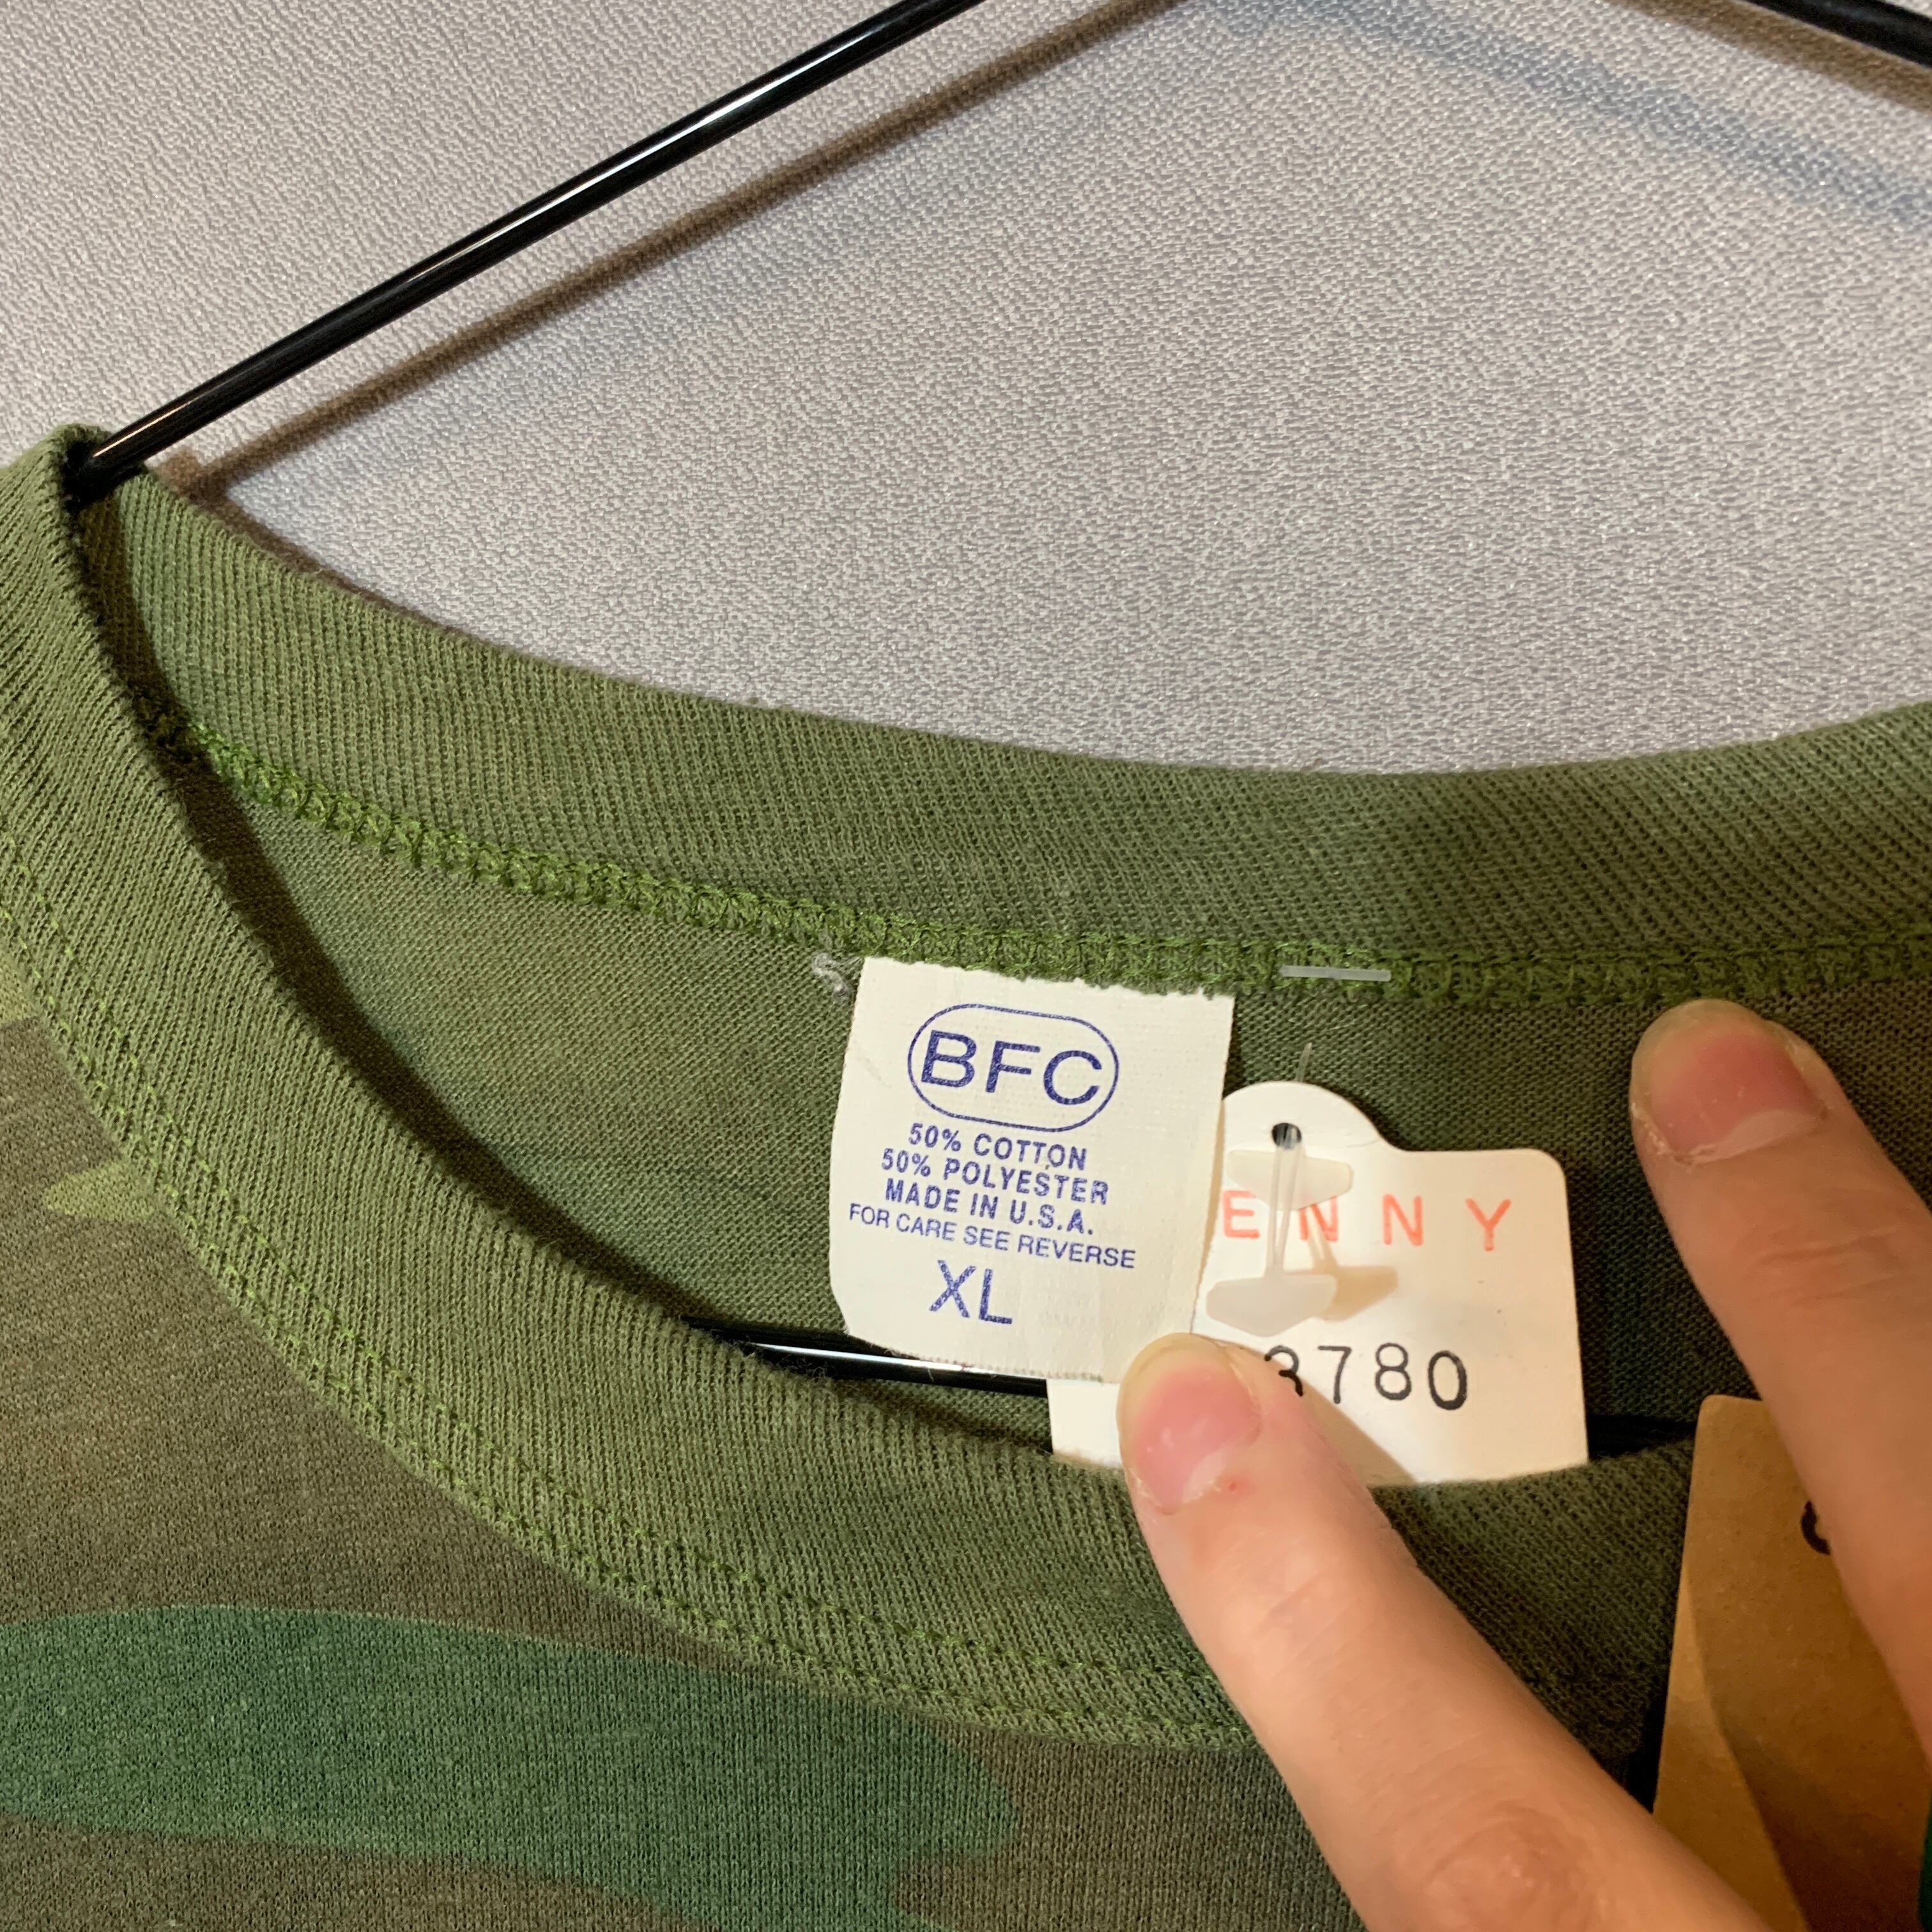 BFC
50% COTTON
50% POLYESTER
MADE IN U.S.A.
FOR CARE SEE REVERSE
XL
ENNY
3780